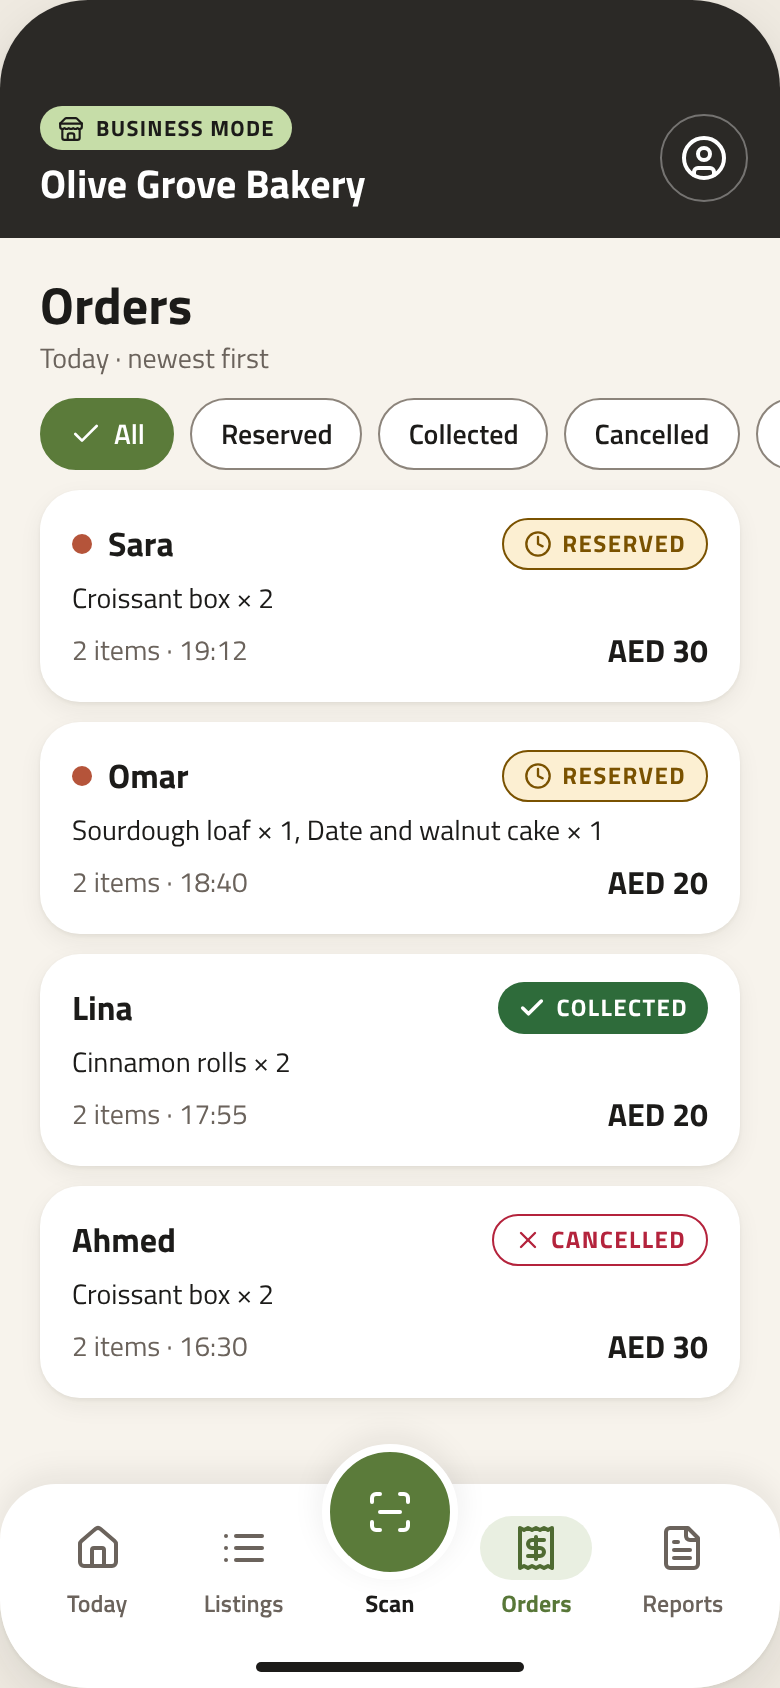 BUSINESS MODE
Olive Grove Bakery
Orders
Today · newest first
All Reserved Collected Cancelled
Sara RESERVED
Croissant box × 2
2 items · 19:12 AED 30
Omar RESERVED
Sourdough loaf × 1, Date and walnut cake × 1
2 items · 18:40 AED 20
Lina COLLECTED
Cinnamon rolls × 2
2 items · 17:55 AED 20
Ahmed CANCELLED
Croissant box × 2
2 items · 16:30 AED 30
Today Listings Scan Orders Reports